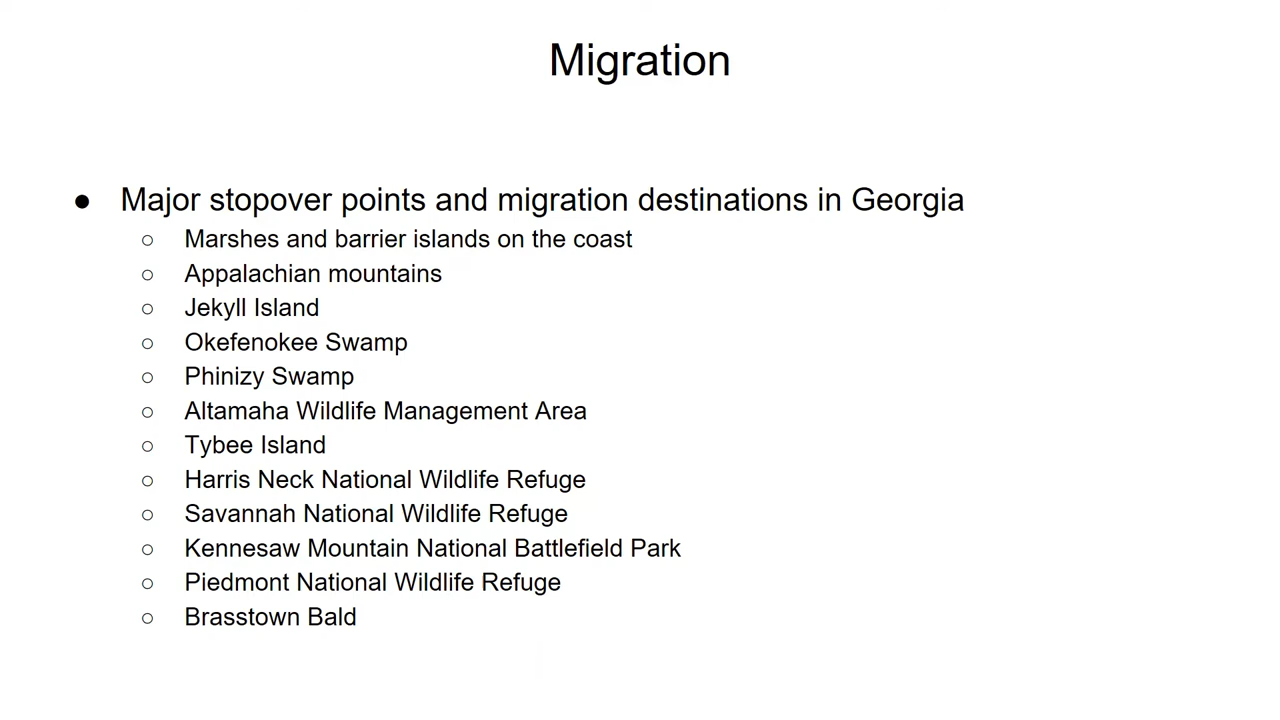 Migration
● Major stopover points and migration destinations in Georgia
○ Marshes and barrier islands on the coast
○ Appalachian mountains
○ Jekyll Island
○ Okefenokee Swamp
○ Phinizy Swamp
○ Altamaha Wildlife Management Area
○ Tybee Island
○ Harris Neck National Wildlife Refuge
○ Savannah National Wildlife Refuge
○ Kennesaw Mountain National Battlefield Park
○ Piedmont National Wildlife Refuge
○ Brasstown Bald